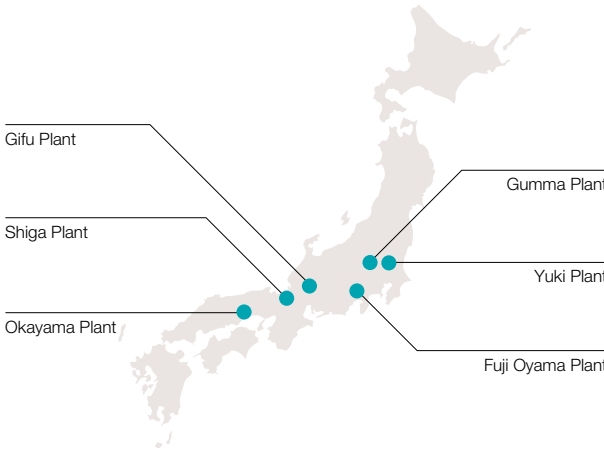 Gifu Plant
Gumma Plant
Shiga Plant
Yuki Plant
Okayama Plant
Fuji Oyama Plant